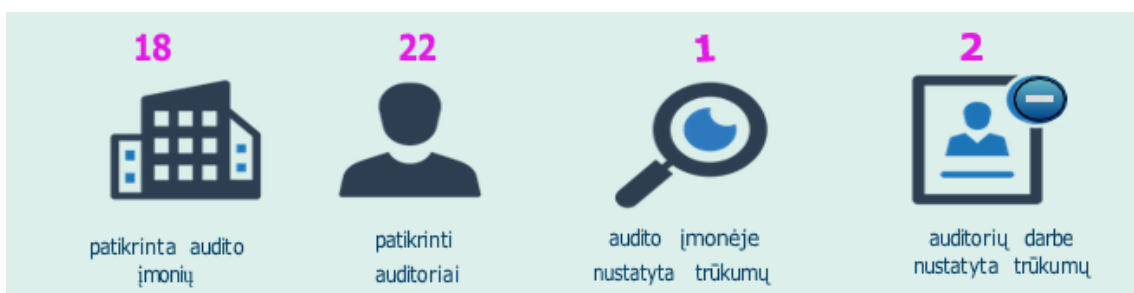 18
22
1
2
patikrinta audito
įmonių
patikrinti
auditoriai
audito įmonėje
nustatyta trūkumų
auditorių darbe
nustatyta trūkumų